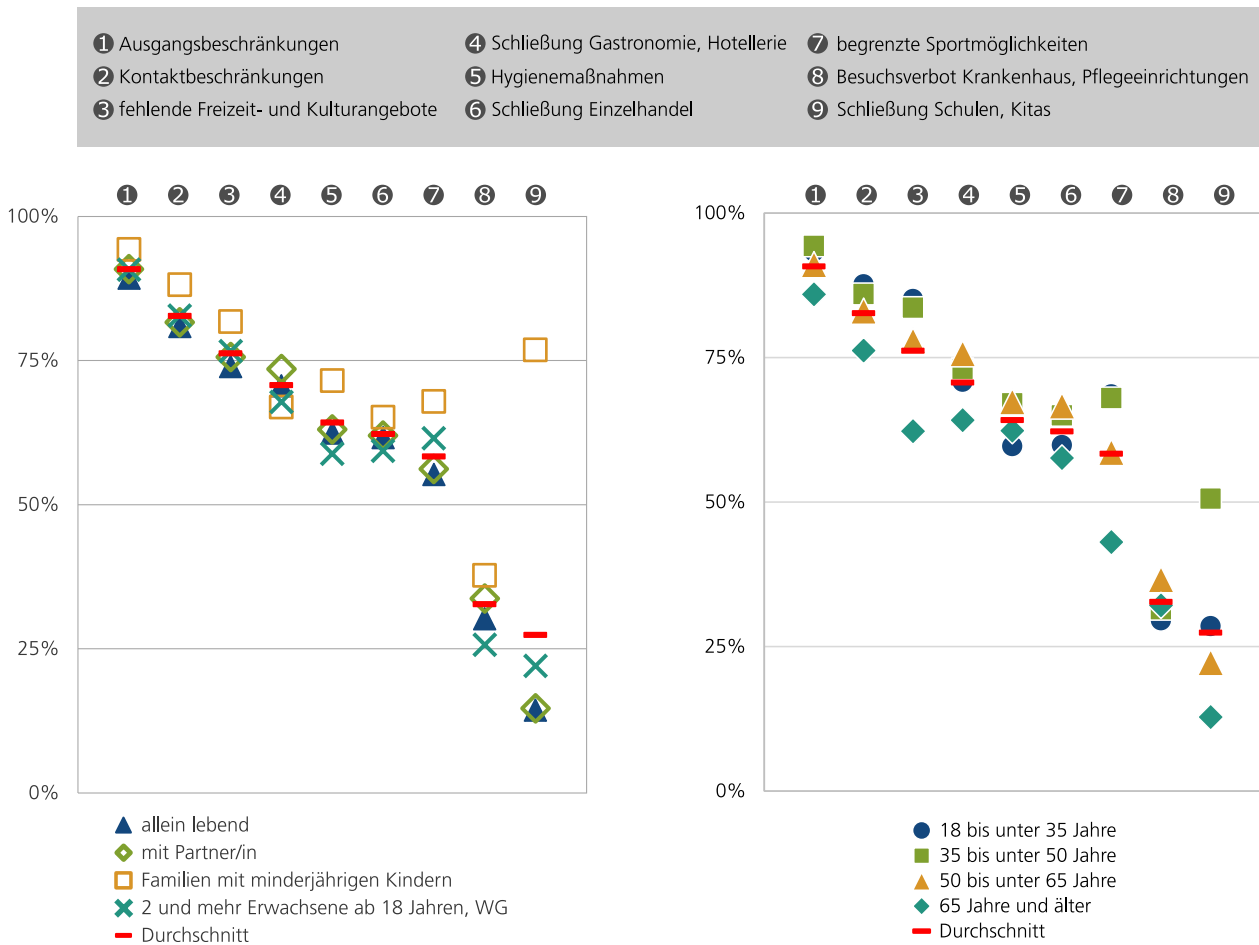 ❶ Ausgangsbeschränkungen
❷ Kontaktbeschränkungen
❸ fehlende Freizeit- und Kulturangebote
❹ Schließung Gastronomie, Hotellerie
❺ Hygienemaßnahmen
❻ Schließung Einzelhandel
❼ begrenzte Sportmöglichkeiten
❽ Besuchsverbot Krankenhaus, Pflegeeinrichtungen
❾ Schließung Schulen, Kitas
❶ ❷ ❸ ❹ ❺ ❻ ❼ ❽ ❾
100%
75%
50%
25%
0%
allein lebend
mit Partner/in
Familien mit minderjährigen Kindern
2 und mehr Erwachsene ab 18 Jahren, WG
Durchschnitt
❶ ❷ ❸ ❹ ❺ ❻ ❼ ❽ ❾
100%
75%
50%
25%
0%
18 bis unter 35 Jahre
35 bis unter 50 Jahre
50 bis unter 65 Jahre
65 Jahre und älter
Durchschnitt